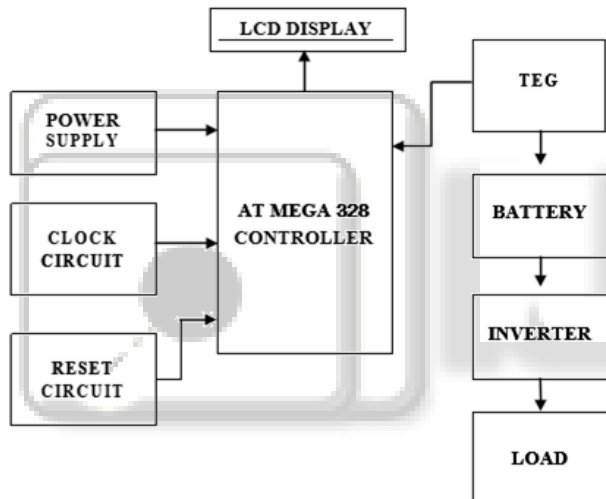 LCD DISPLAY
POWER
SUPPLY
CLOCK
CIRCUIT
RESET
CIRCUIT
AT MEGA 328
CONTROLLER
TEG
BATTERY
INVERTER
LOAD